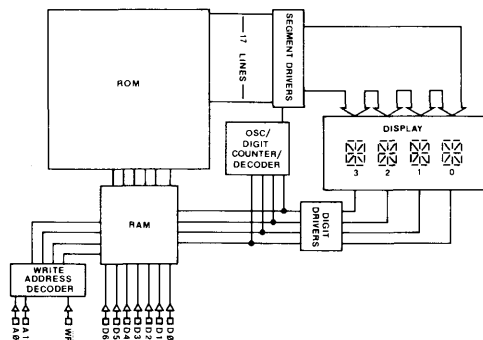 ROM
17 LINES
SEGMENT DRIVERS
OSC/
DIGIT
COUNTER/
DECODER
DISPLAY
3 2 1 0
RAM
DIGIT
DRIVERS
WRITE
ADDRESS
DECODER
A0
A1
D6
D5
D4
D3
D2
D1
D0